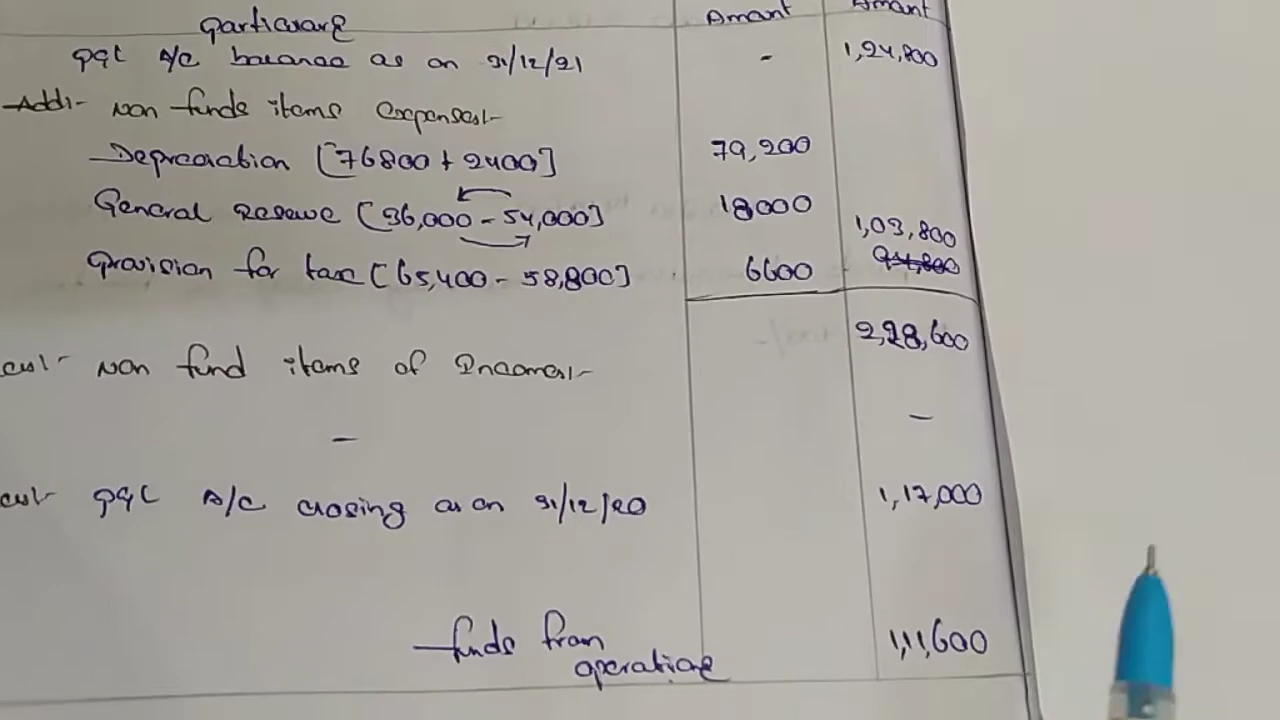 Particulars Amount Amount
P&L A/c balance as on 31/12/21 - 1,24,800
Add:- Non funds items expenses:-
Depreciation [76800 + 2400] 79,200
General Reserve [36,000 - 54,000] 18000
1,03,800
Provision for tax [65,400 - 58,800] 6600 94,800
2,28,600
Non fund items of Incomes:-
-
-
P&L A/c closing as on 31/12/20 1,17,000
funds from 1,11,600
operations